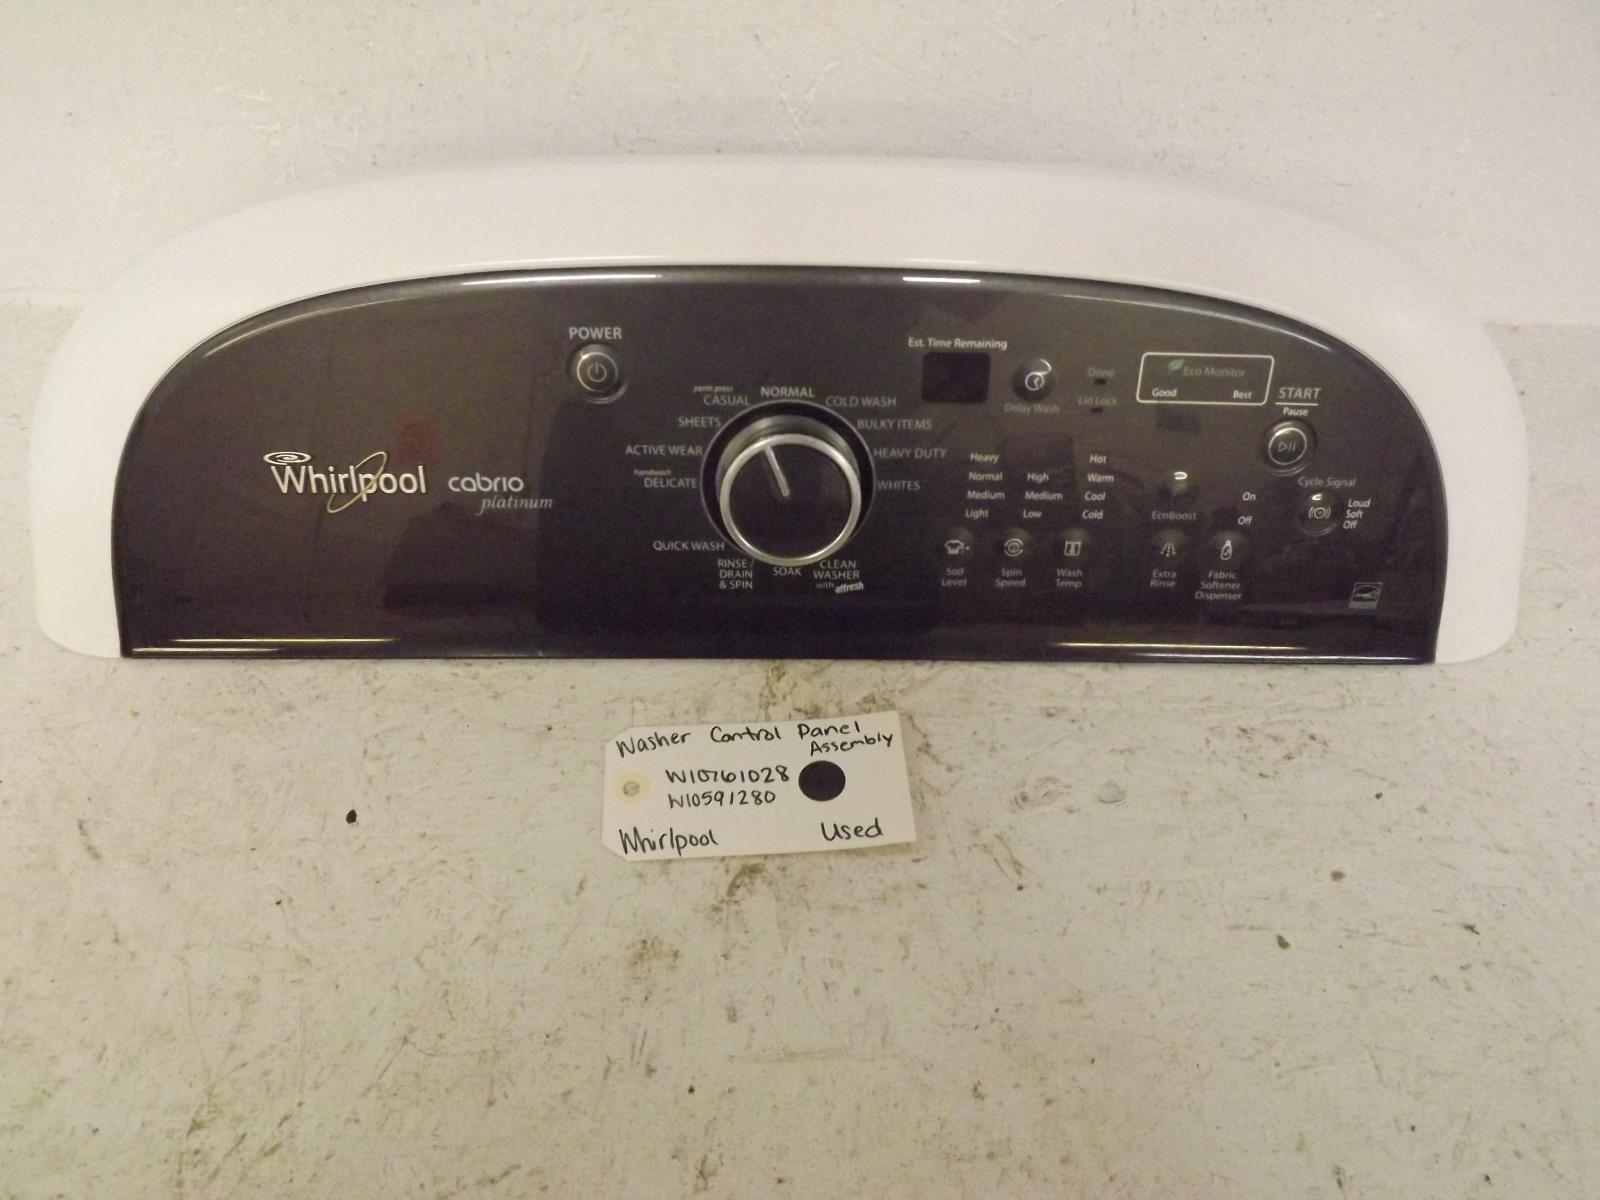 POWER
Whirlpool
cabrio
platinum
perm press
CASUAL
NORMAL
COLD WASH
SHEETS
BULKY ITEMS
ACTIVE WEAR
HEAVY DUTY
handwash
DELICATE
WHITES
QUICK WASH
RINSE/
DRAIN
& SPIN
SOAK
CLEAN
WASHER
with affresh
Est. Time Remaining
Delay Wash
Done
Lid Lock
Eco Monitor
Good Best
START
Pause
Heavy
Normal
Medium
Light
High
Medium
Low
Hot
Warm
Cool
Cold
EcoBoost
On
Off
Cycle Signal
Loud
Soft
Off
Soil
Level
Spin
Speed
Wash
Temp
Extra
Rinse
Fabric
Softener
Dispenser
Washer Control Panel
Assembly
W10761028
W10591280
Whirlpool Used